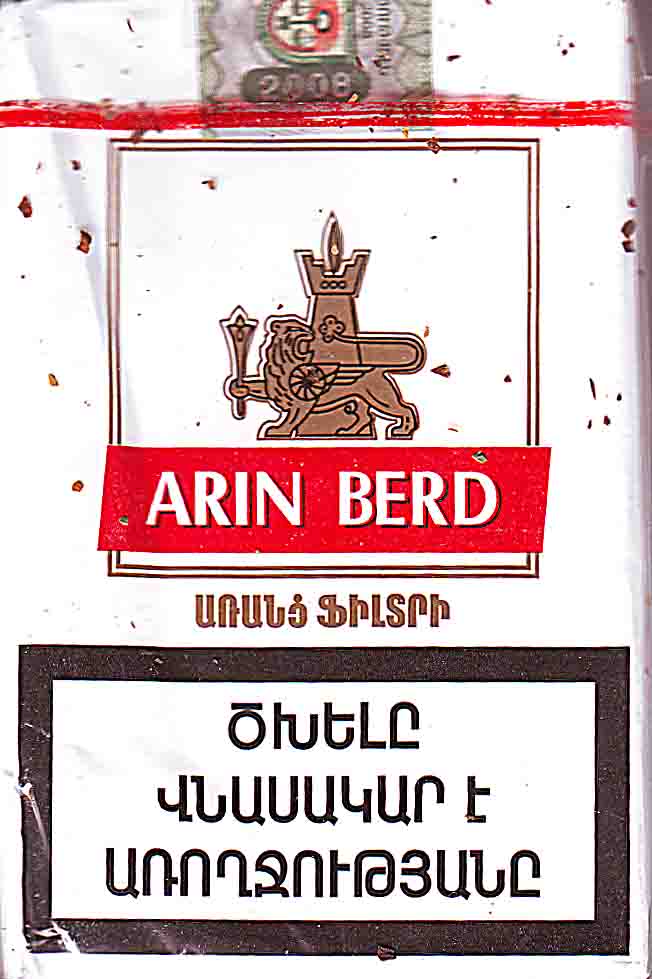 2008
ARIN BERD
ԱՌԱՆՑ ՖԻԼՏՐԻ
ԾԽԵԼԸ
ՎՆԱՍԱԿԱՐ Է
ԱՌՈՂՋՈՒԹՅԱՆԸ